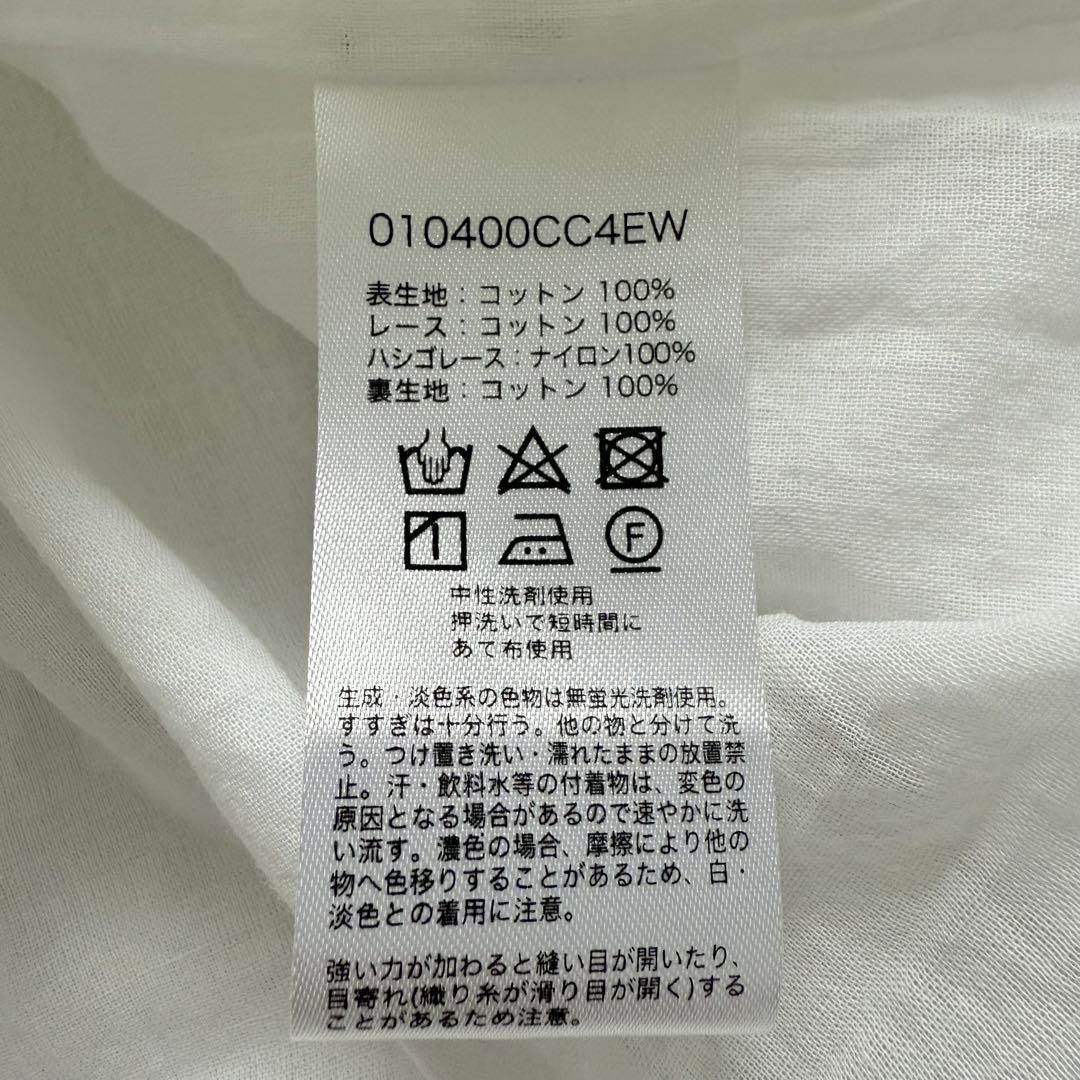 010400CC4EW
表生地：コットン 100%
レース：コットン 100%
ハシゴレース：ナイロン100%
裏生地：コットン 100%
F
中性洗剤使用
押洗いで短時間に
あて布使用
生成・淡色系の色物は無蛍光洗剤使用。
すすぎは十分行う。他の物と分けて洗
う。つけ置き洗い・濡れたままの放置禁
止。汗・飲料水等の付着物は、変色の
原因となる場合があるので速やかに洗
い流す。濃色の場合、摩擦により他の
物へ色移りすることがあるため、白・
淡色との着用に注意。
強い力が加わると縫い目が開いたり、
目寄れ(織り糸が滑り目が開く)する
ことがあるため注意。